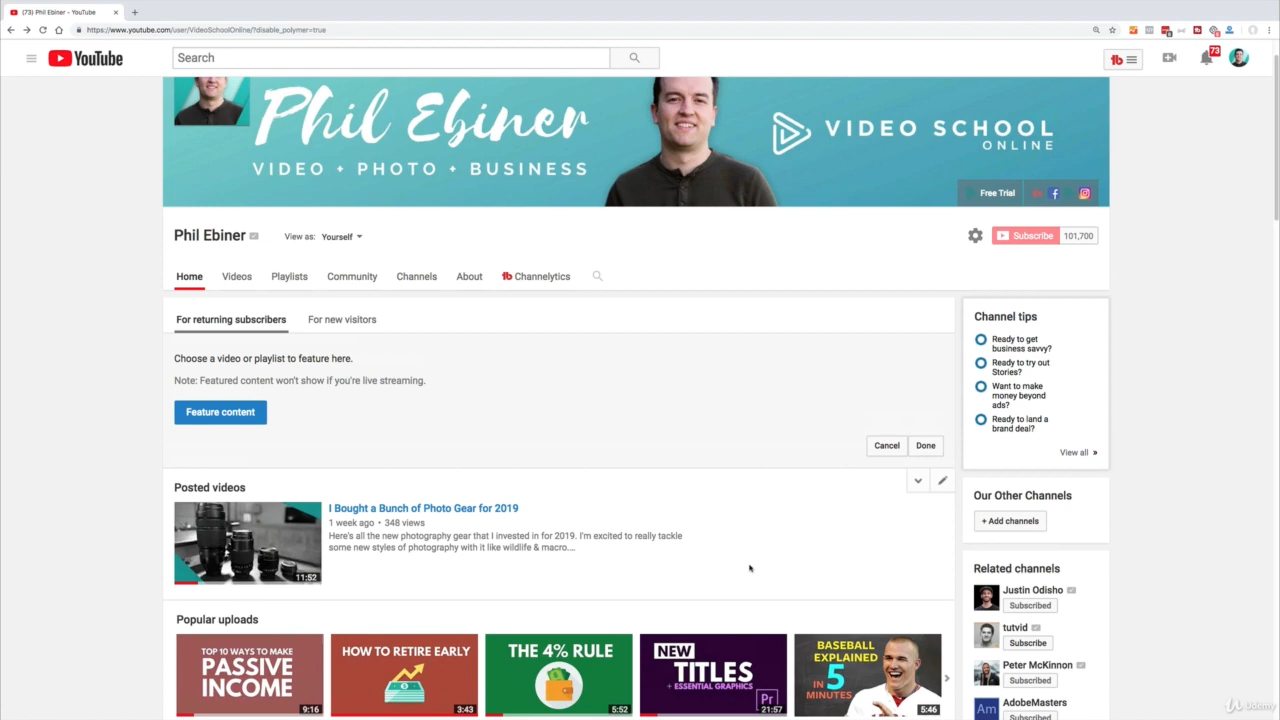 (73) Phil Ebiner - YouTube
https://www.youtube.com/user/VideoSchoolOnline/?disable_polymer=true
YouTube
Search
tb
73
Phil Ebiner
VIDEO + PHOTO + BUSINESS
VIDEO SCHOOL
ONLINE
Free Trial
Phil Ebiner
View as: Yourself
Subscribe 101,700
Home Videos Playlists Community Channels About tb Channelytics
For returning subscribers For new visitors
Choose a video or playlist to feature here.
Note: Featured content won't show if you're live streaming.
Feature content
Cancel Done
Posted videos
I Bought a Bunch of Photo Gear for 2019
1 week ago • 348 views
Here's all the new photography gear that I invested in for 2019. I'm excited to really tackle
some new styles of photography with it like wildlife & macro....
11:52
Popular uploads
TOP 10 WAYS TO MAKE
PASSIVE
INCOME
9:16
HOW TO RETIRE EARLY
3:43
THE 4% RULE
5:52
NEW
TITLES
+ ESSENTIAL GRAPHICS
Pr
21:57
BASEBALL
EXPLAINED
IN 5
MINUTES
5:46
Channel tips
Ready to get
business savvy?
Ready to try out
Stories?
Want to make
money beyond
ads?
Ready to land a
brand deal?
View all »
Our Other Channels
+ Add channels
Related channels
Justin Odisho
Subscribed
tutvid
Subscribe
Peter McKinnon
Subscribed
Am
AdobeMasters
Subscribed
Udemy